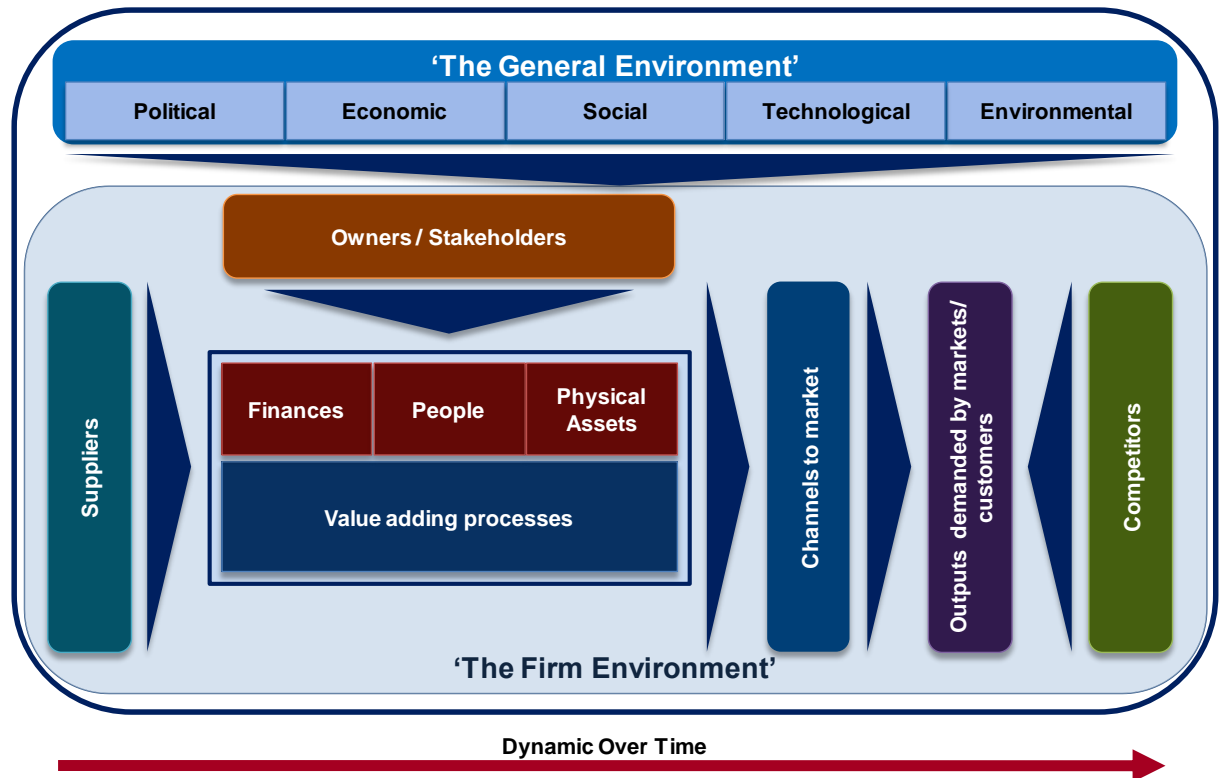 ‘The General Environment’
Political
Economic
Social
Technological
Environmental
Owners / Stakeholders
Suppliers
Finances
People
Physical
Assets
Value adding processes
Channels to market
Outputs demanded by markets/
customers
Competitors
‘The Firm Environment’
Dynamic Over Time